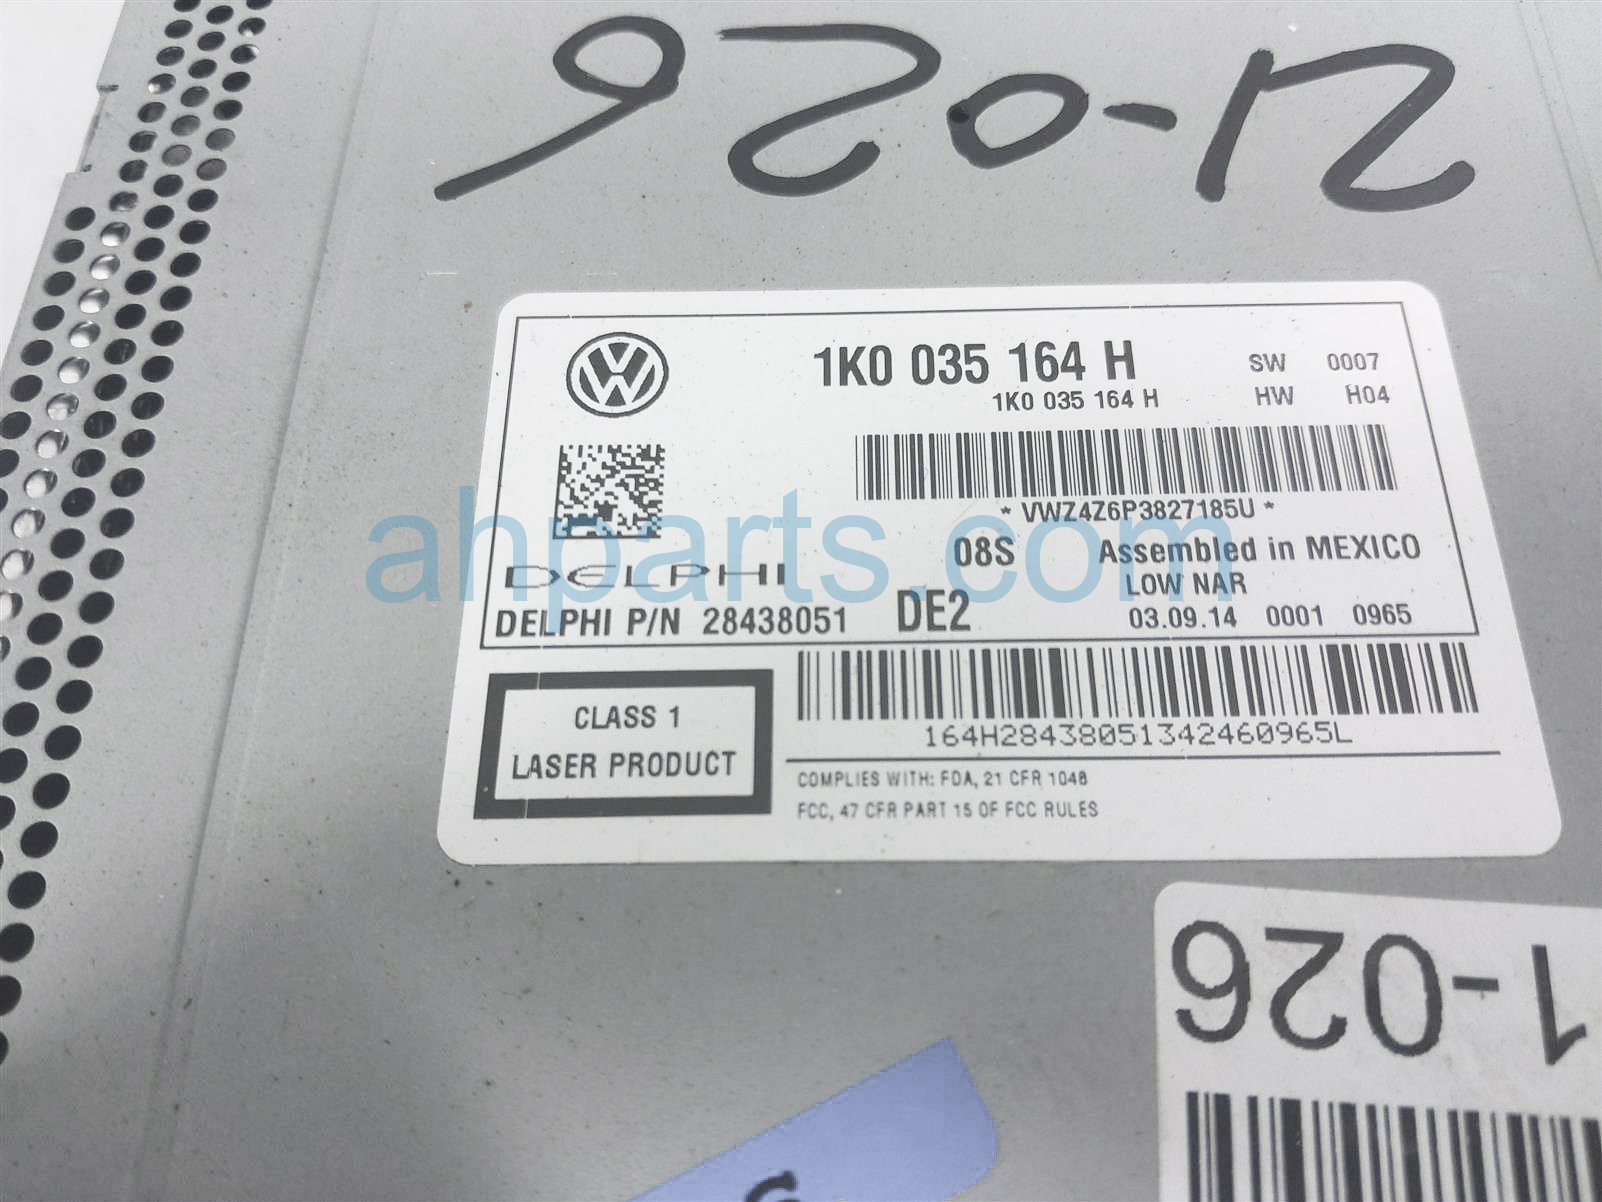 21-026
1K0 035 164 H
SW 0007
1K0 035 164 H
HW H04
* VWZ4Z6P3827185U *
08S Assembled in MEXICO
DELPHI
LOW NAR
DELPHI P/N 28438051 DE2
03.09.14 0001 0965
CLASS 1
LASER PRODUCT
164H28438051342460965L
COMPLIES WITH: FDA, 21 CFR 1048
FCC, 47 CFR PART 15 OF FCC RULES
ahparts.com
1-026